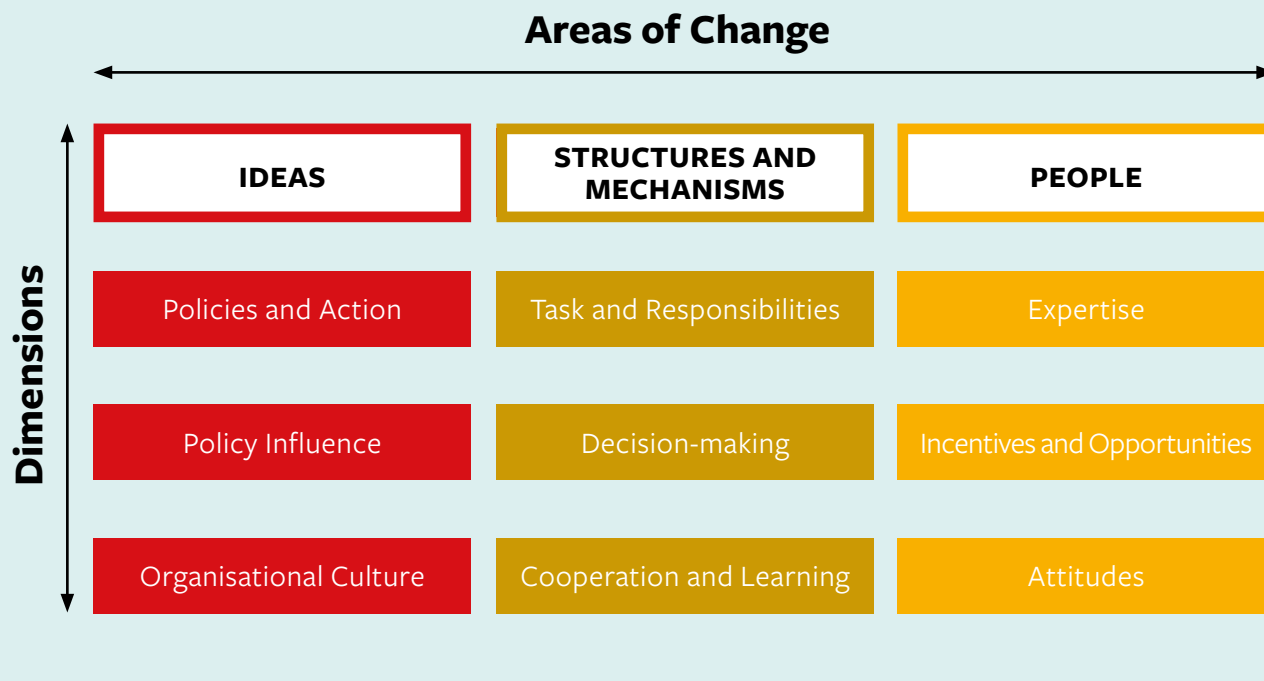 Areas of Change
Dimensions
IDEAS
STRUCTURES AND
MECHANISMS
PEOPLE
Policies and Action
Task and Responsibilities
Expertise
Policy Influence
Decision-making
Incentives and Opportunities
Organisational Culture
Cooperation and Learning
Attitudes